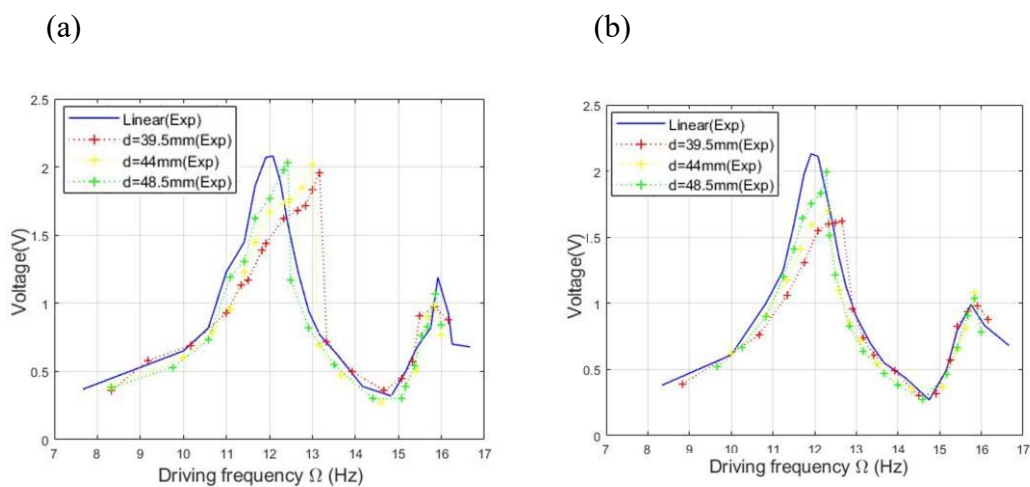 (a)
(b)
2.5
2
1.5
1
0.5
0
Voltage(V)
Linear(Exp)
d=39.5mm(Exp)
d=44mm(Exp)
d=48.5mm(Exp)
7 8 9 10 11 12 13 14 15 16 17
Driving frequency Ω (Hz)
2.5
2
1.5
1
0.5
0
Voltage(V)
Linear(Exp)
d=39.5mm(Exp)
d=44mm(Exp)
d=48.5mm(Exp)
7 8 9 10 11 12 13 14 15 16 17
Driving frequency Ω (Hz)